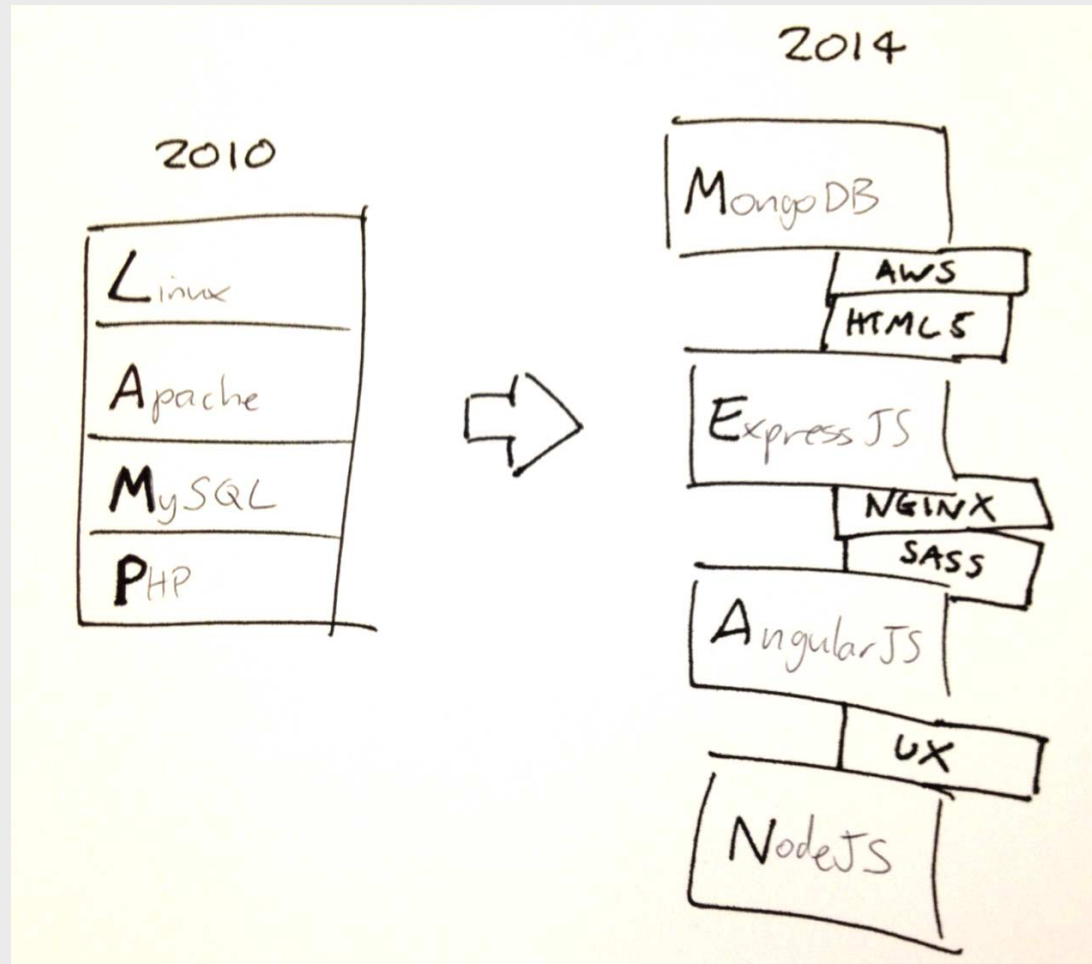 2010
Linux
Apache
MySQL
PHP
2014
MongoDB
AWS
HTML5
ExpressJS
NGINX
SASS
AngularJS
UX
NodeJS